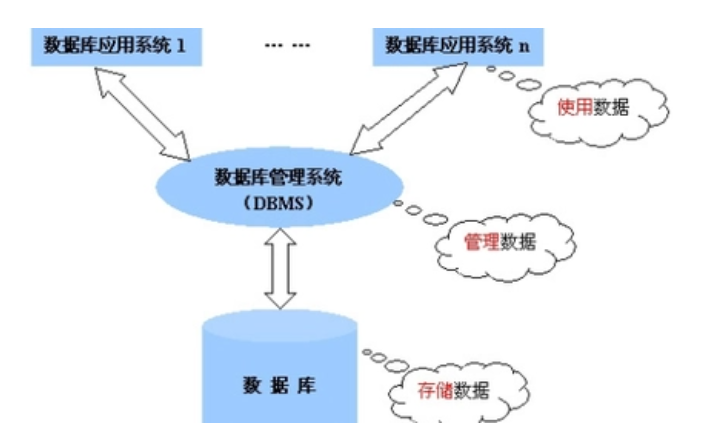 数据库应用系统 1
... ...
数据库应用系统 n
使用数据
数据库管理系统
(DBMS)
管理数据
数 据 库
存储数据